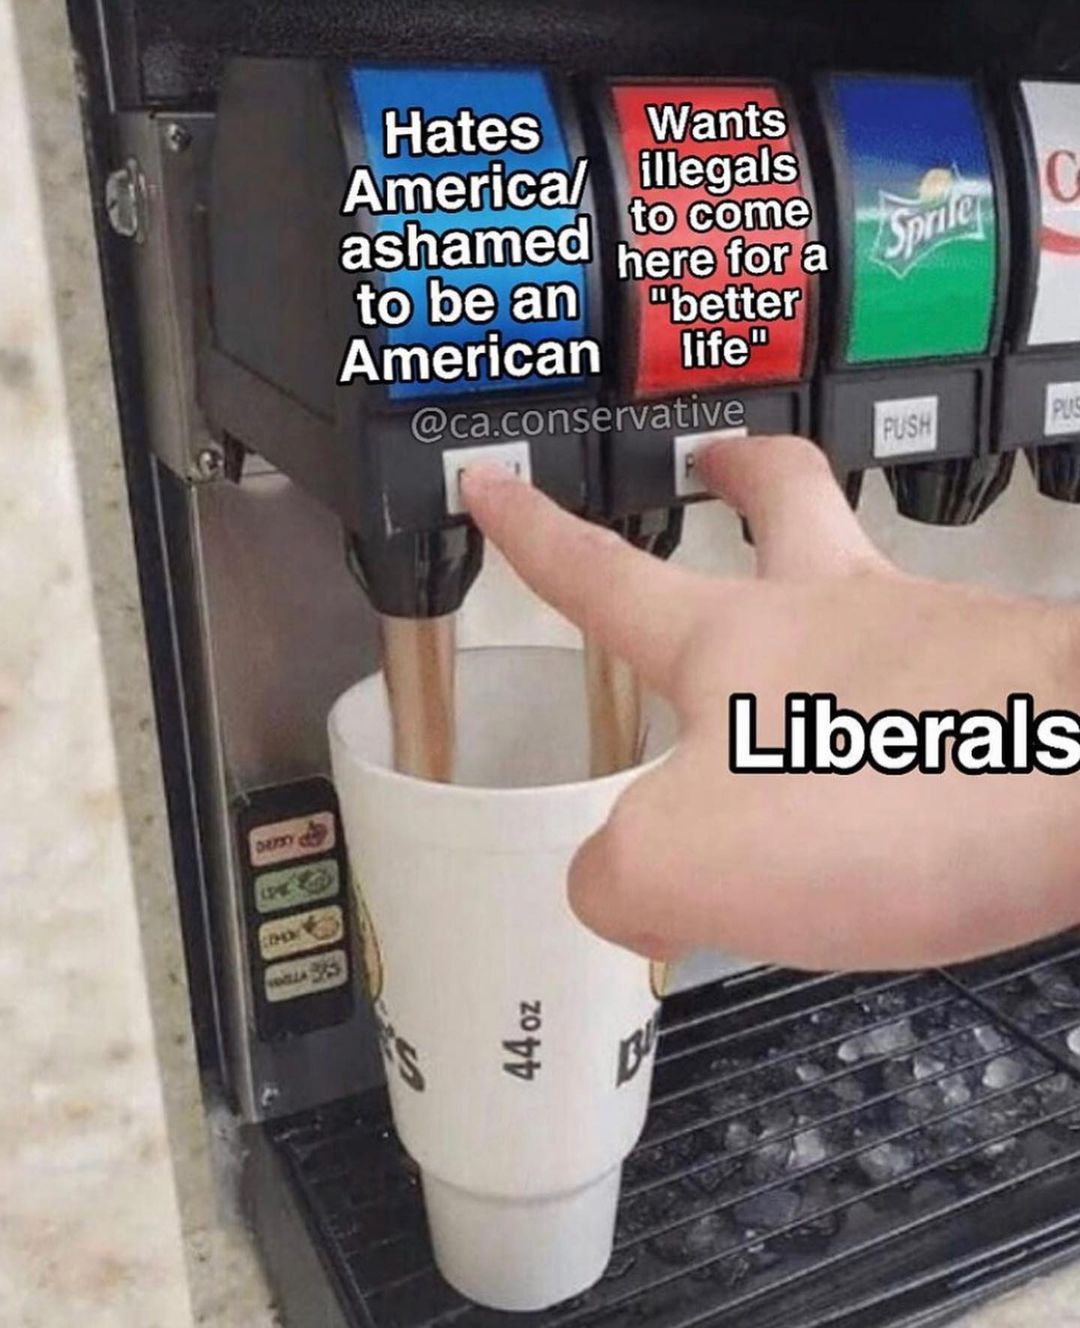 Hates
America/
ashamed
to be an
American
Wants
illegals
to come
here for a
"better
life"
Sprite
@ca.conservative
PUSH
Liberals
44 oz